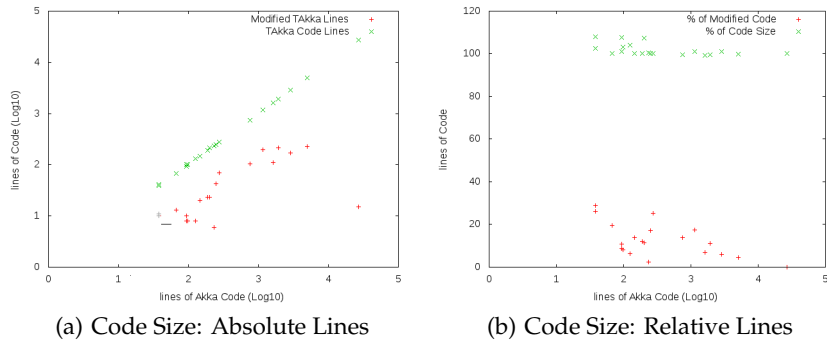 Modified TAkka Lines
TAkka Code Lines
lines of Code (Log10)
5
4
3
2
1
0
0 1 2 3 4 5
lines of Akka Code (Log10)
(a) Code Size: Absolute Lines
% of Modified Code
% of Code Size
lines of Code
120
100
80
60
40
20
0
0 1 2 3 4 5
lines of Akka Code (Log10)
(b) Code Size: Relative Lines